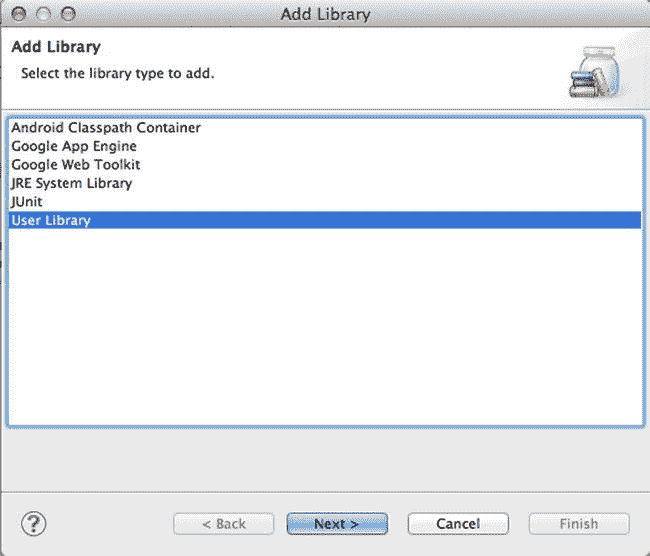 Add Library
Add Library
Select the library type to add.
Android Classpath Container
Google App Engine
Google Web Toolkit
JRE System Library
JUnit
User Library
?
< Back
Next >
Cancel
Finish